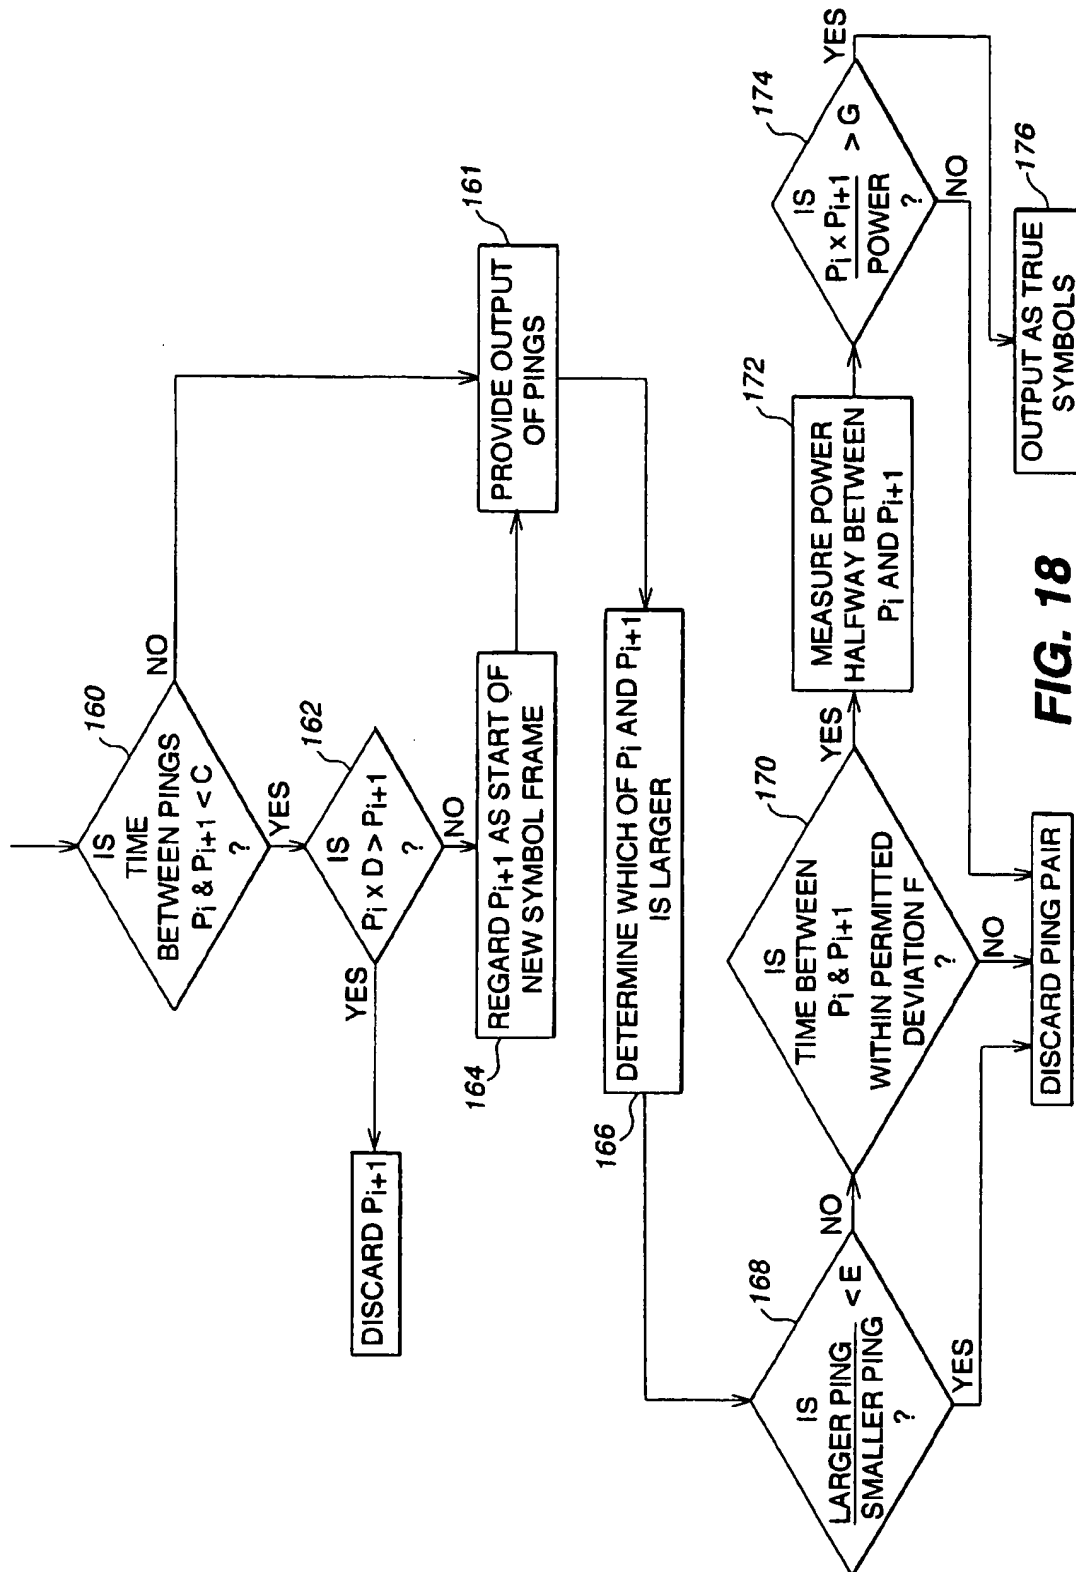 160
IS
TIME
BETWEEN PINGS
Pi & Pi+1 < C
?
NO
YES
162
IS
Pi x D > Pi+1
?
YES
NO
DISCARD Pi+1
164
REGARD Pi+1 AS START OF
NEW SYMBOL FRAME
161
PROVIDE OUTPUT
OF PINGS
166
DETERMINE WHICH OF Pi AND Pi+1
IS LARGER
168
IS
LARGER PING
SMALLER PING
< E
?
NO
YES
170
IS
TIME BETWEEN
Pi & Pi+1
WITHIN PERMITTED
DEVIATION F
?
YES
NO
172
MEASURE POWER
HALFWAY BETWEEN
Pi AND Pi+1
174
IS
Pi x Pi+1
POWER
> G
?
YES
NO
DISCARD PING PAIR
176
OUTPUT AS TRUE
SYMBOLS
FIG. 18